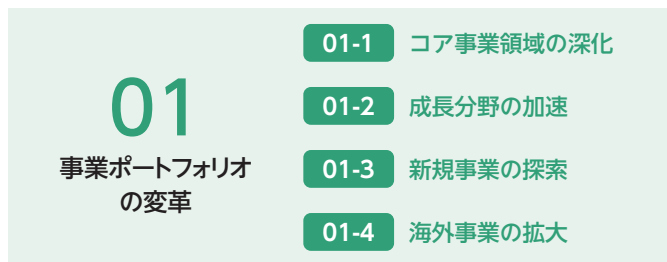 01
事業ポートフォリオ
の変革
01-1 コア事業領域の深化
01-2 成長分野の加速
01-3 新規事業の探索
01-4 海外事業の拡大